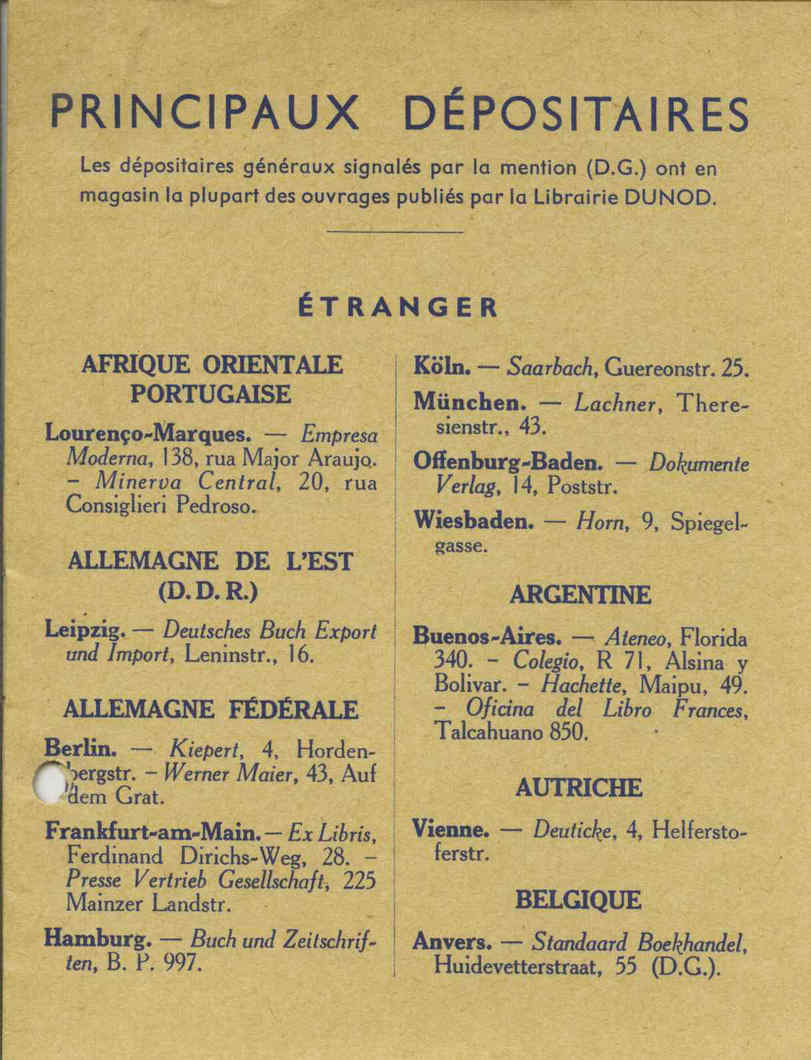 PRINCIPAUX DÉPOSITAIRES
Les dépositaires généraux signalés par la mention (D.G.) ont en
magasin la plupart des ouvrages publiés par la Librairie DUNOD.
ÉTRANGER
AFRIQUE ORIENTALE
PORTUGAISE
Lourenço-Marques. — Empresa
Moderna, 138, rua Major Araujo.
- Minerva Central, 20, rua
Consiglieri Pedroso.
ALLEMAGNE DE L'EST
(D. D. R.)
Leipzig. — Deutsches Buch Export
und Import, Leninstr., 16.
ALLEMAGNE FÉDÉRALE
Berlin. — Kiepert, 4, Horden-
bergstr. - Werner Maier, 43, Auf
dem Grat.
Frankfurt-am-Main. — Ex Libris,
Ferdinand Dirichs-Weg, 28. -
Presse Vertrieb Gesellschaft, 225
Mainzer Landstr.
Hamburg. — Buch und Zeitschrif-
ten, B. P. 997.
Köln. — Saarbach, Guereonstr. 25.
München. — Lachner, There-
sienstr., 43.
Offenburg-Baden. — Dokumente
Verlag, 14, Poststr.
Wiesbaden. — Horn, 9, Spiegel-
gasse.
ARGENTINE
Buenos-Aires. — Ateneo, Florida
340. - Colegio, R 71, Alsina y
Bolivar. - Hachette, Maipu, 49.
- Oficina del Libro Frances,
Talcahuano 850.
AUTRICHE
Vienne. — Deuticke, 4, Helfersto-
ferstr.
BELGIQUE
Anvers. — Standaard Boekhandel,
Huidevetterstraat, 55 (D.G.).